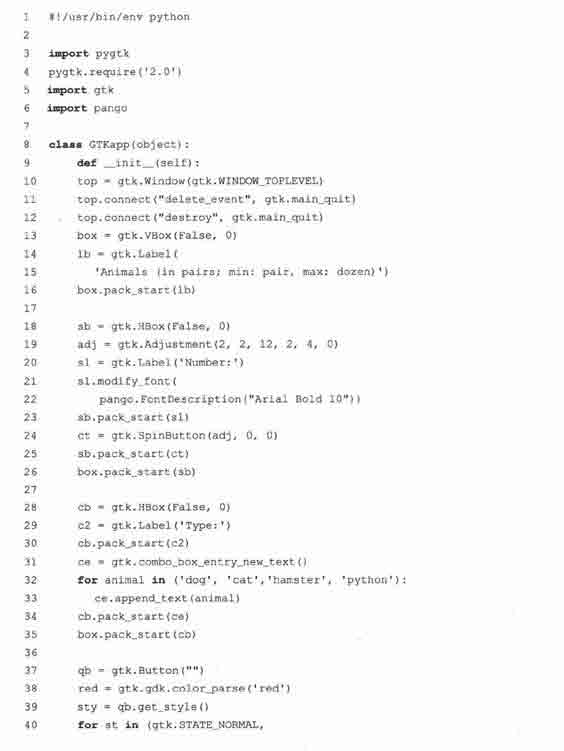 1 #!/usr/bin/env python
2
3 import pygtk
4 pygtk.require('2.0')
5 import gtk
6 import pango
7
8 class GTKapp(object):
9 def __init__(self):
10 top = gtk.Window(gtk.WINDOW_TOPLEVEL)
11 top.connect("delete_event", gtk.main_quit)
12 top.connect("destroy", gtk.main_quit)
13 box = gtk.VBox(False, 0)
14 lb = gtk.Label(
15 'Animals (in pairs; min: pair, max: dozen)')
16 box.pack_start(lb)
17
18 sb = gtk.HBox(False, 0)
19 adj = gtk.Adjustment(2, 2, 12, 2, 4, 0)
20 sl = gtk.Label('Number:')
21 sl.modify_font(
22 pango.FontDescription("Arial Bold 10"))
23 sb.pack_start(sl)
24 ct = gtk.SpinButton(adj, 0, 0)
25 sb.pack_start(ct)
26 box.pack_start(sb)
27
28 cb = gtk.HBox(False, 0)
29 c2 = gtk.Label('Type:')
30 cb.pack_start(c2)
31 ce = gtk.combo_box_entry_new_text()
32 for animal in ('dog', 'cat','hamster', 'python'):
33 ce.append_text(animal)
34 cb.pack_start(ce)
35 box.pack_start(cb)
36
37 qb = gtk.Button("")
38 red = gtk.gdk.color_parse('red')
39 sty = qb.get_style()
40 for st in (gtk.STATE_NORMAL,